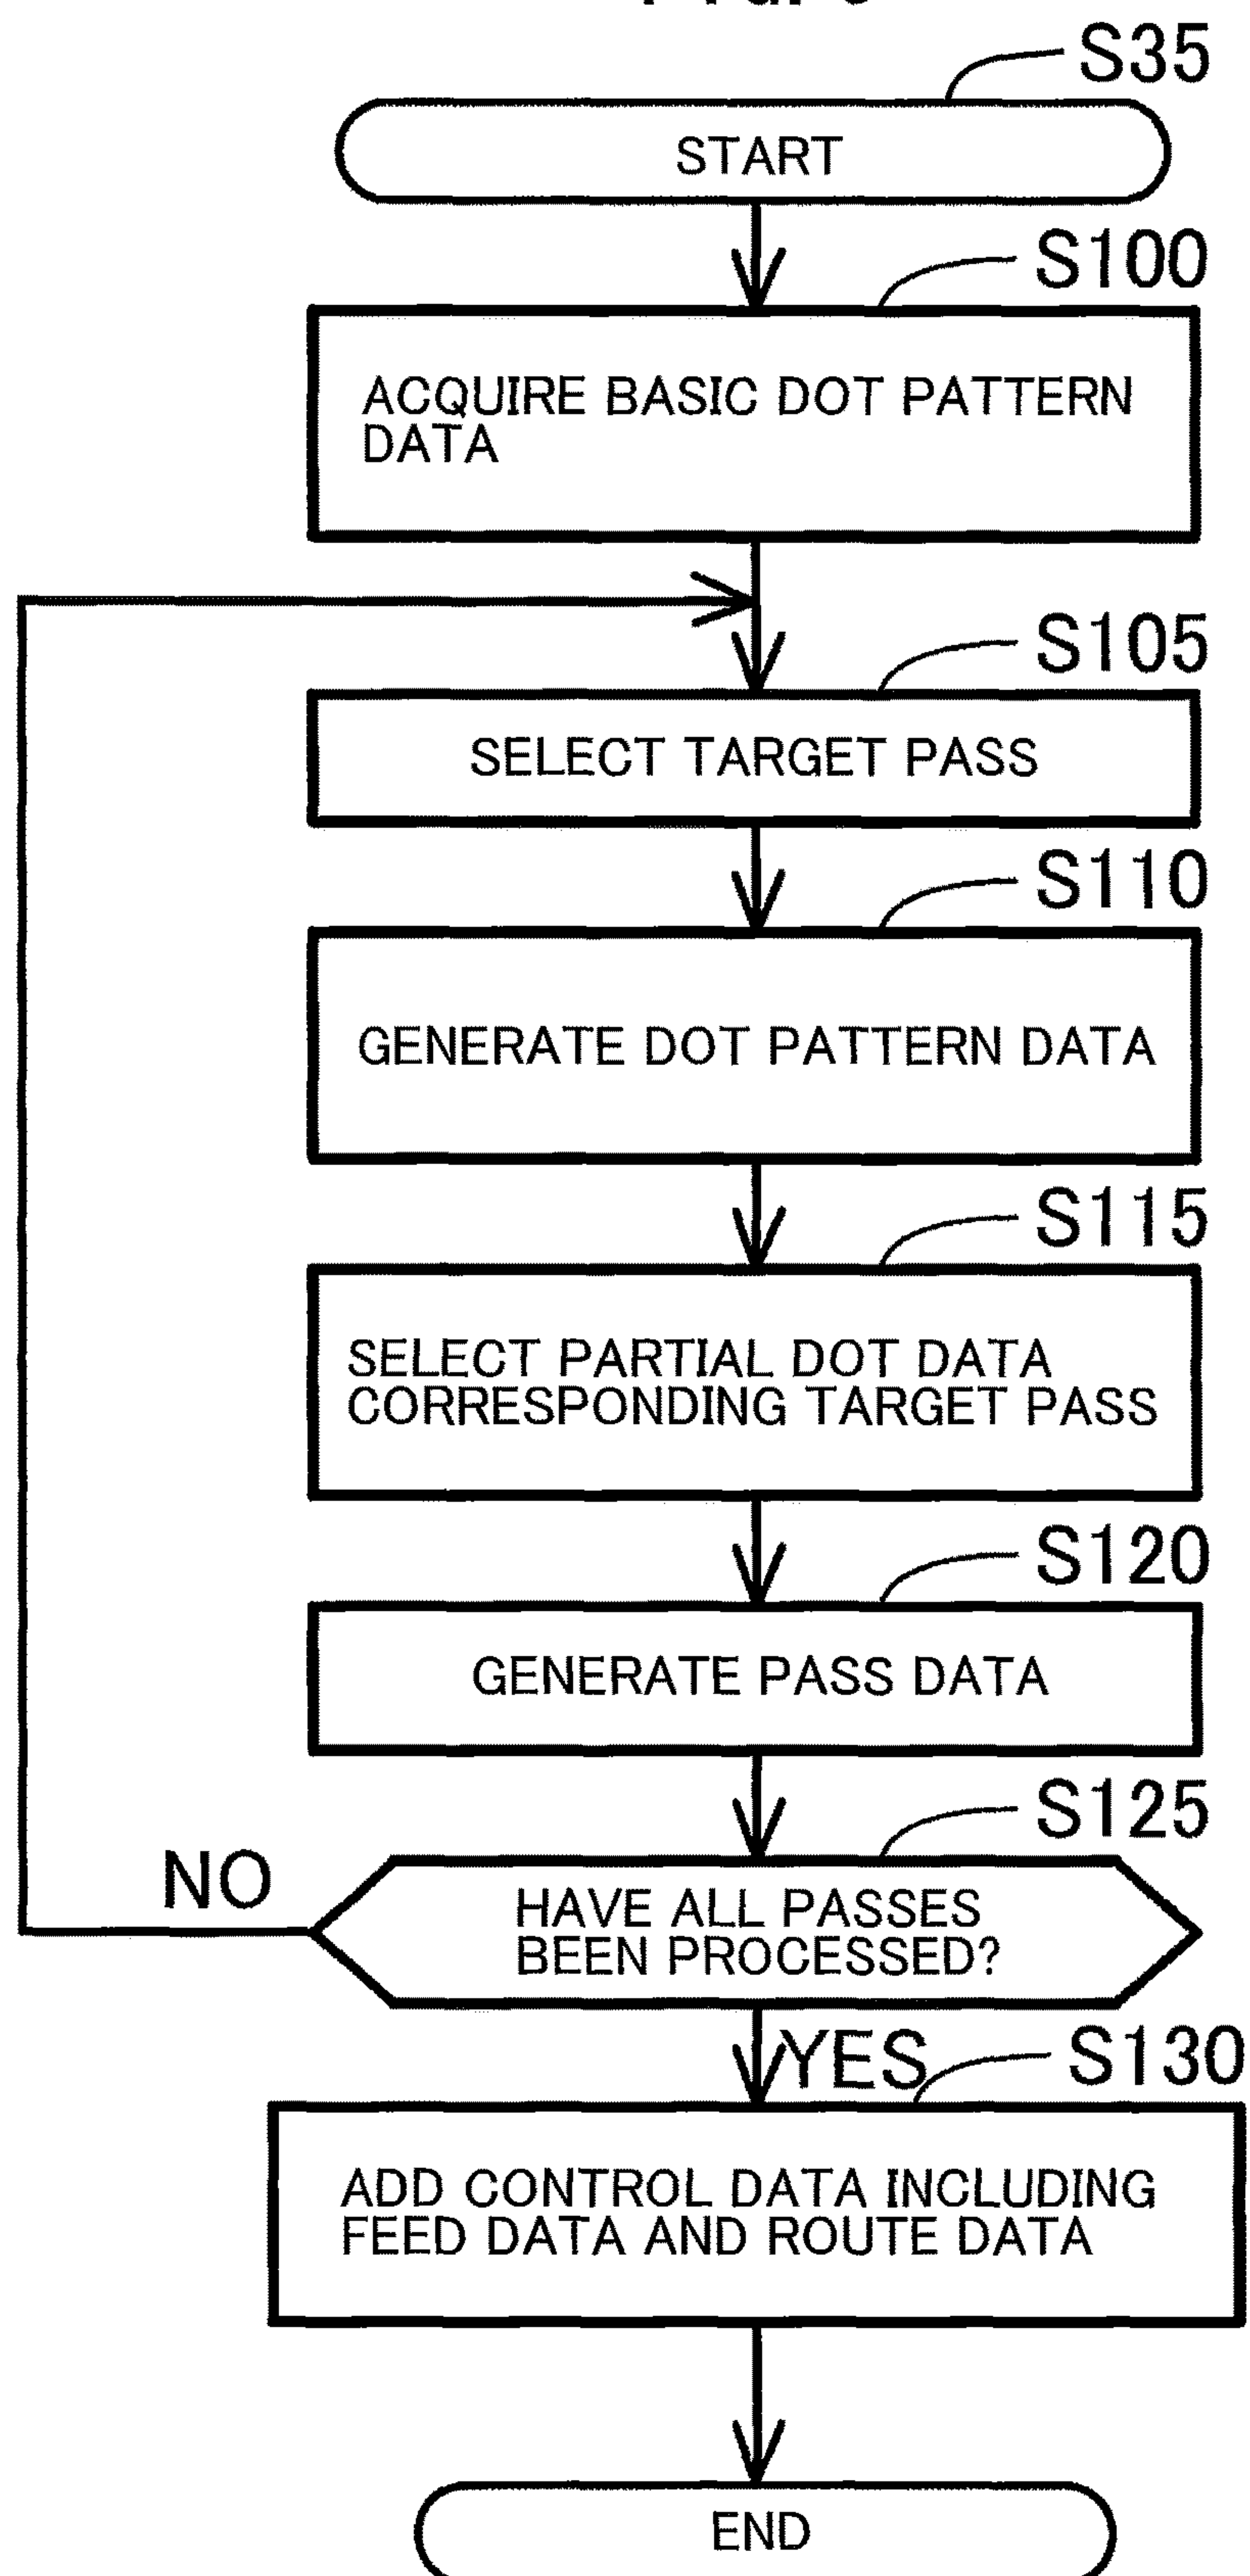 S35
START
S100
ACQUIRE BASIC DOT PATTERN
DATA
S105
SELECT TARGET PASS
S110
GENERATE DOT PATTERN DATA
S115
SELECT PARTIAL DOT DATA
CORRESPONDING TARGET PASS
S120
GENERATE PASS DATA
S125
NO
HAVE ALL PASSES
BEEN PROCESSED?
YES
S130
ADD CONTROL DATA INCLUDING
FEED DATA AND ROUTE DATA
END